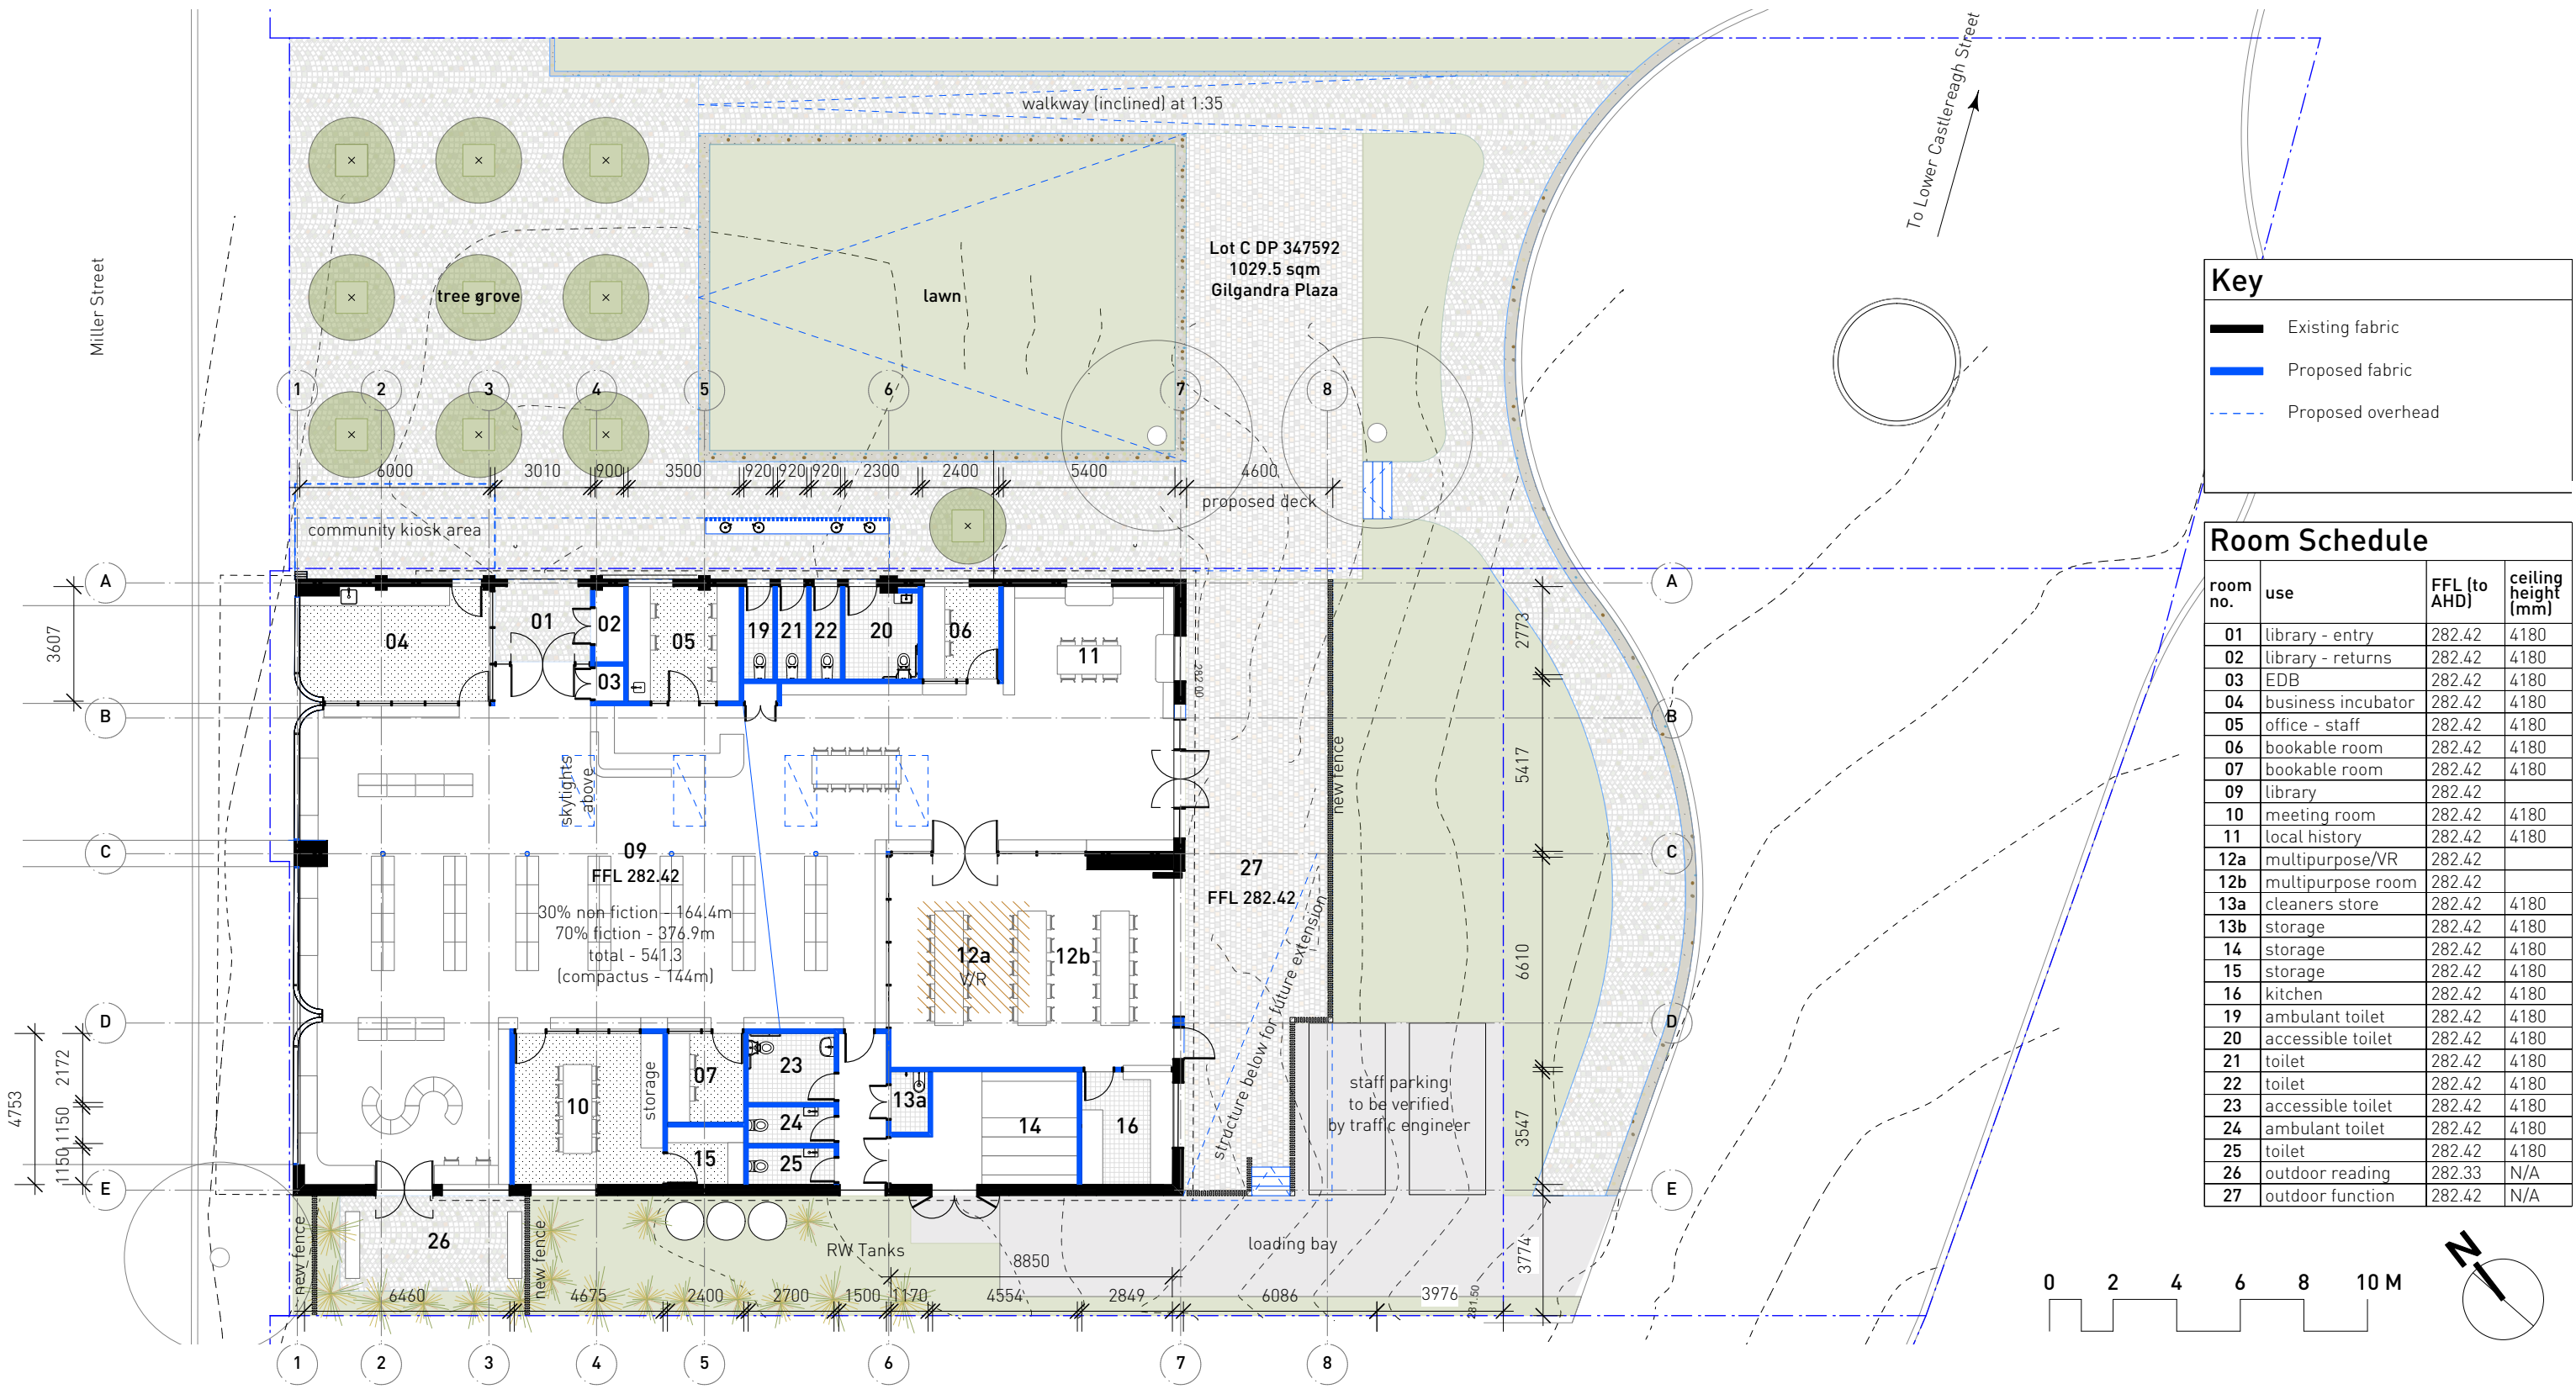 To Lower Castlereagh Street
walkway (inclined) at 1:35
Miller Street
tree grove
lawn
Lot C DP 347592
1029.5 sqm
Gilgandra Plaza
1 2 3 4 5 6 7 8
6000 3010 900 3500 920 920 920 2300 2400 5400 4600
proposed deck
community kiosk area
A A
3607
04 01 02 03 05 19 21 22 20 06 11
2773
282.00
B B
skylights
above
new fence
5417
C C
09
FFL 282.42
30% non fiction - 164.4m
70% fiction - 376.9m
total - 541.3
(compactus - 144m)
12a
V/R
12b
27
FFL 282.42
structure below for future extension
6610
D D
4753
2172
1150
1150
10
storage
07
15
23
24
25
13a
14
16
staff parking
to be verified
by traffic engineer
3547
E E
new fence
26
new fence
RW Tanks
8850
loading bay
3774
281.50
6460 4675 2400 2700 1500 1170 4554 2849 6086 3976
1 2 3 4 5 6 7 8
Key
Existing fabric
Proposed fabric
Proposed overhead
Room Schedule
room no. use FFL (to AHD) ceiling height (mm)
01 library - entry 282.42 4180
02 library - returns 282.42 4180
03 EDB 282.42 4180
04 business incubator 282.42 4180
05 office - staff 282.42 4180
06 bookable room 282.42 4180
07 bookable room 282.42 4180
09 library 282.42
10 meeting room 282.42 4180
11 local history 282.42 4180
12a multipurpose/VR 282.42
12b multipurpose room 282.42
13a cleaners store 282.42 4180
13b storage 282.42 4180
14 storage 282.42 4180
15 storage 282.42 4180
16 kitchen 282.42 4180
19 ambulant toilet 282.42 4180
20 accessible toilet 282.42 4180
21 toilet 282.42 4180
22 toilet 282.42 4180
23 accessible toilet 282.42 4180
24 ambulant toilet 282.42 4180
25 toilet 282.42 4180
26 outdoor reading 282.33 N/A
27 outdoor function 282.42 N/A
0 2 4 6 8 10 M
N